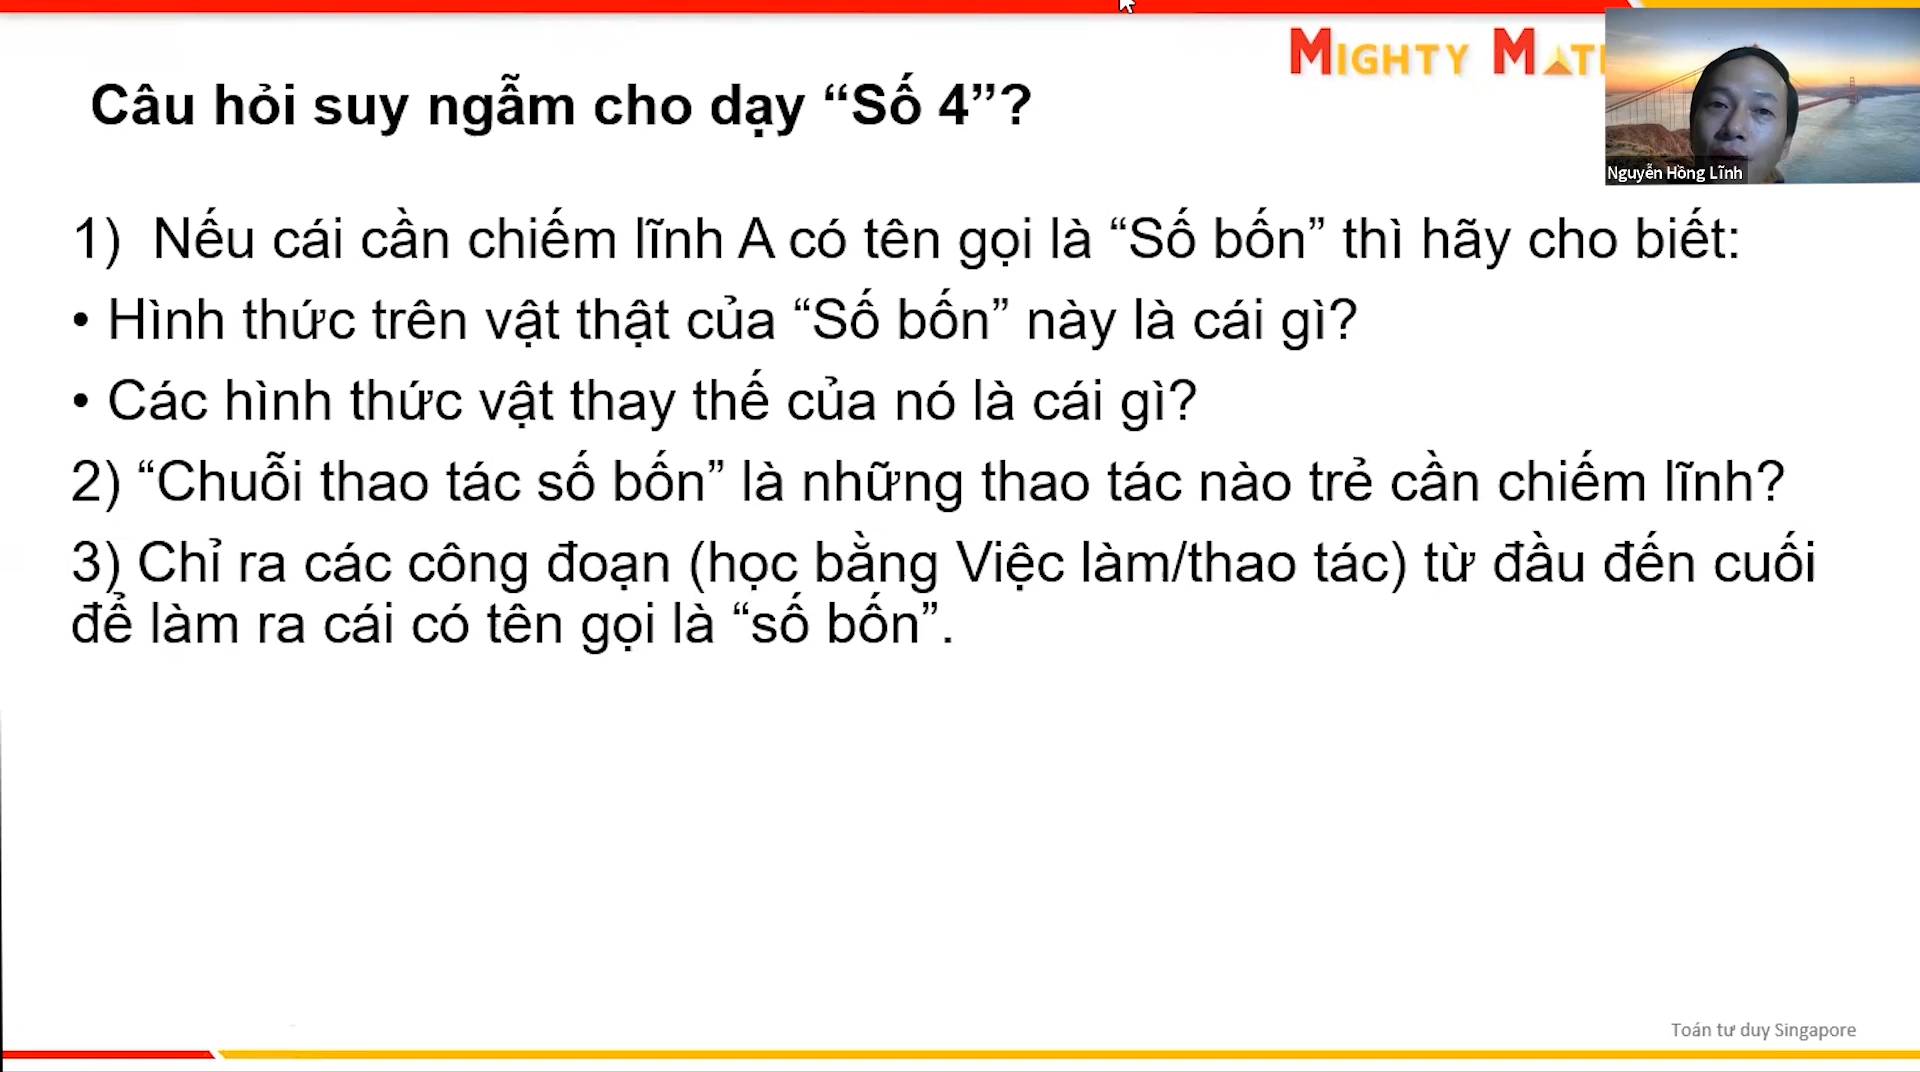 MIGHTY MAT
Câu hỏi suy ngẫm cho dạy “Số 4”?
Nguyễn Hồng Lĩnh
1) Nếu cái cần chiếm lĩnh A có tên gọi là “Số bốn” thì hãy cho biết:
• Hình thức trên vật thật của “Số bốn” này là cái gì?
• Các hình thức vật thay thế của nó là cái gì?
2) “Chuỗi thao tác số bốn” là những thao tác nào trẻ cần chiếm lĩnh?
3) Chỉ ra các công đoạn (học bằng Việc làm/thao tác) từ đầu đến cuối
để làm ra cái có tên gọi là “số bốn”.
Toán tư duy Singapore